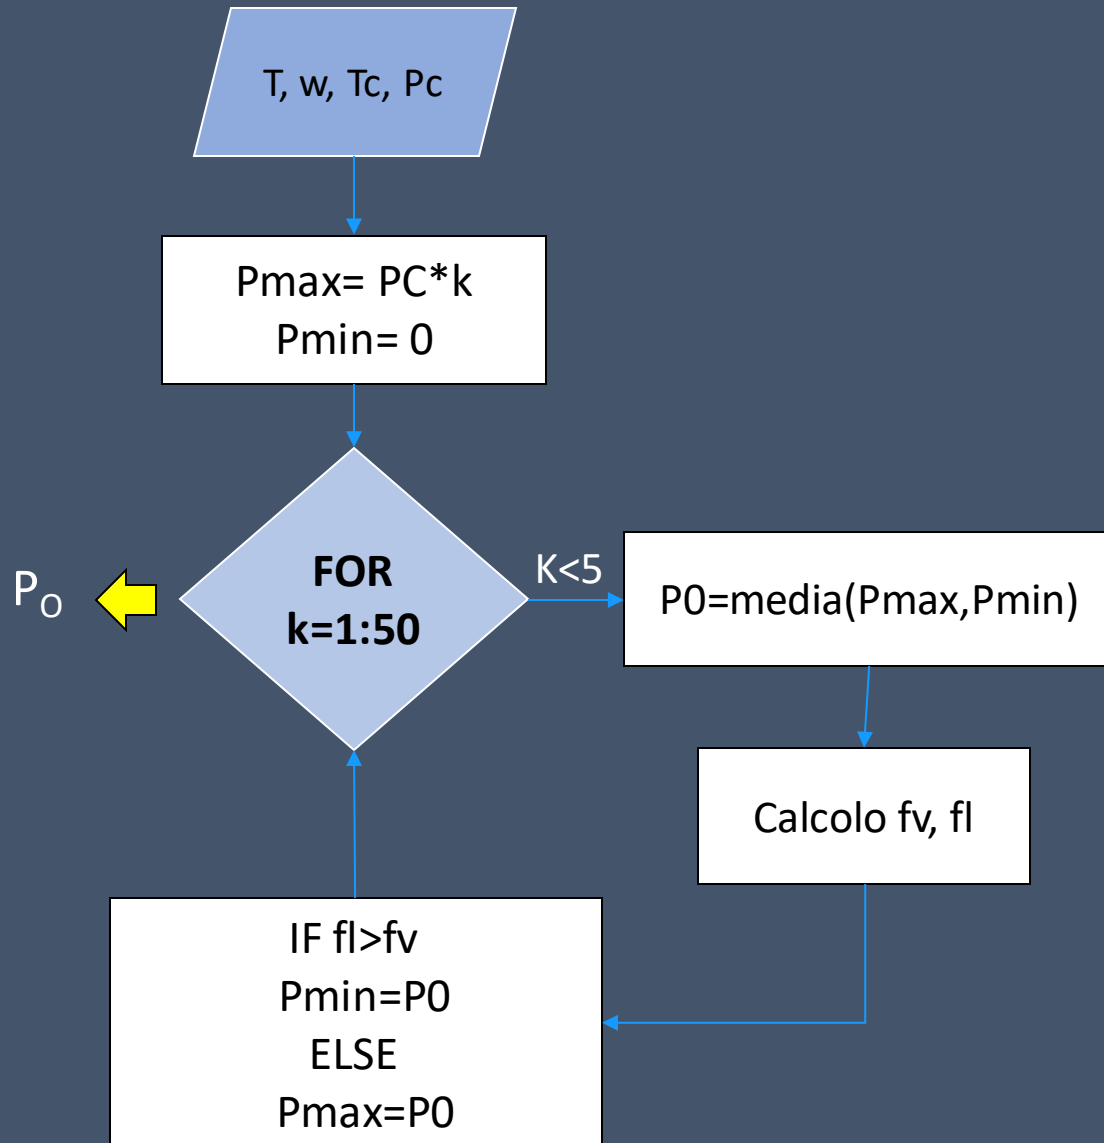 T, w, Tc, Pc
Pmax= PC*k
Pmin= 0
FOR
k=1:50
PO
K<5
P0=media(Pmax,Pmin)
Calcolo fv, fl
IF fl>fv
Pmin=P0
ELSE
Pmax=P0